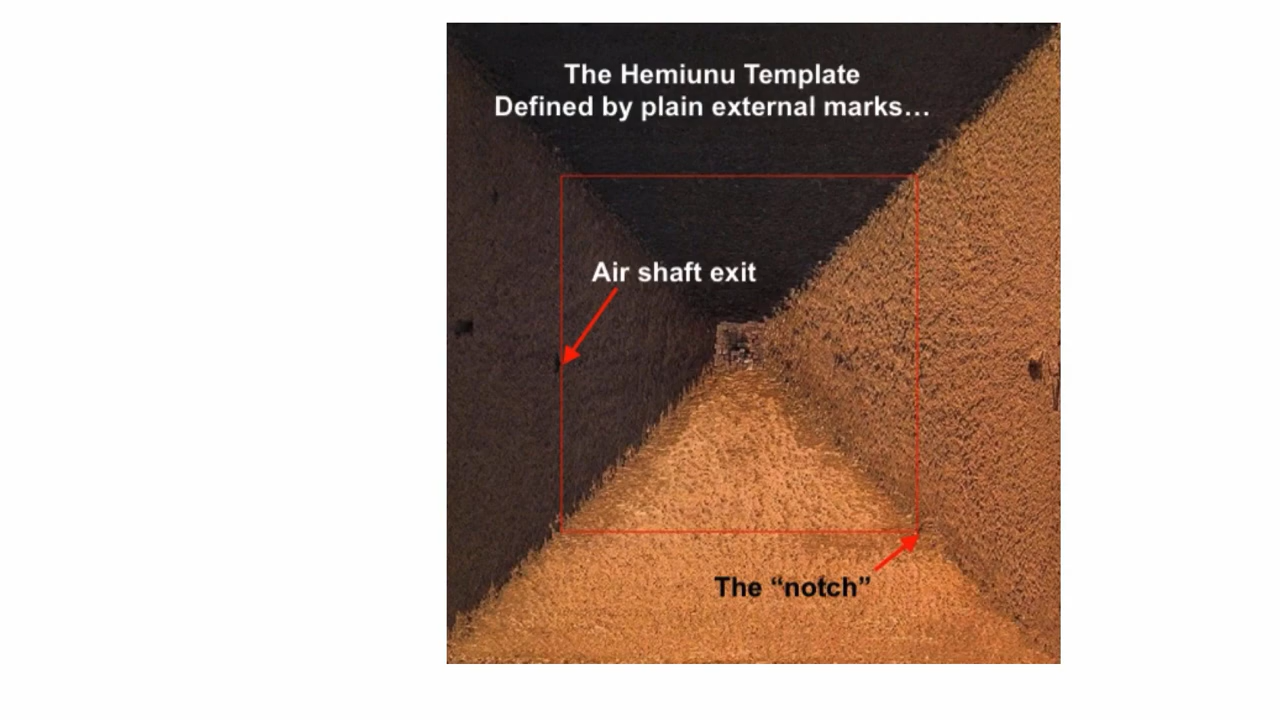 The Hemiunu Template
Defined by plain external marks…
Air shaft exit
The “notch”